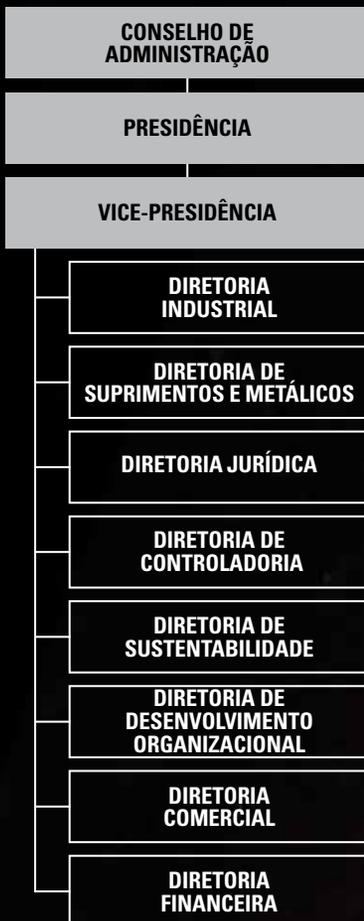 CONSELHO DE
ADMINISTRAÇÃO
PRESIDÊNCIA
VICE-PRESIDÊNCIA
DIRETORIA
INDUSTRIAL
DIRETORIA DE
SUPRIMENTOS E METÁLICOS
DIRETORIA JURÍDICA
DIRETORIA DE
CONTROLADORIA
DIRETORIA DE
SUSTENTABILIDADE
DIRETORIA DE
DESENVOLVIMENTO
ORGANIZACIONAL
DIRETORIA
COMERCIAL
DIRETORIA
FINANCEIRA